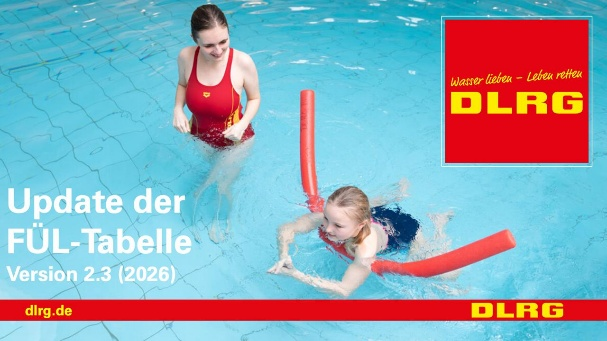 Wasser lieben – Leben retten
DLRG
Update der
FÜL-Tabelle
Version 2.3 (2026)
dlrg.de
DLRG